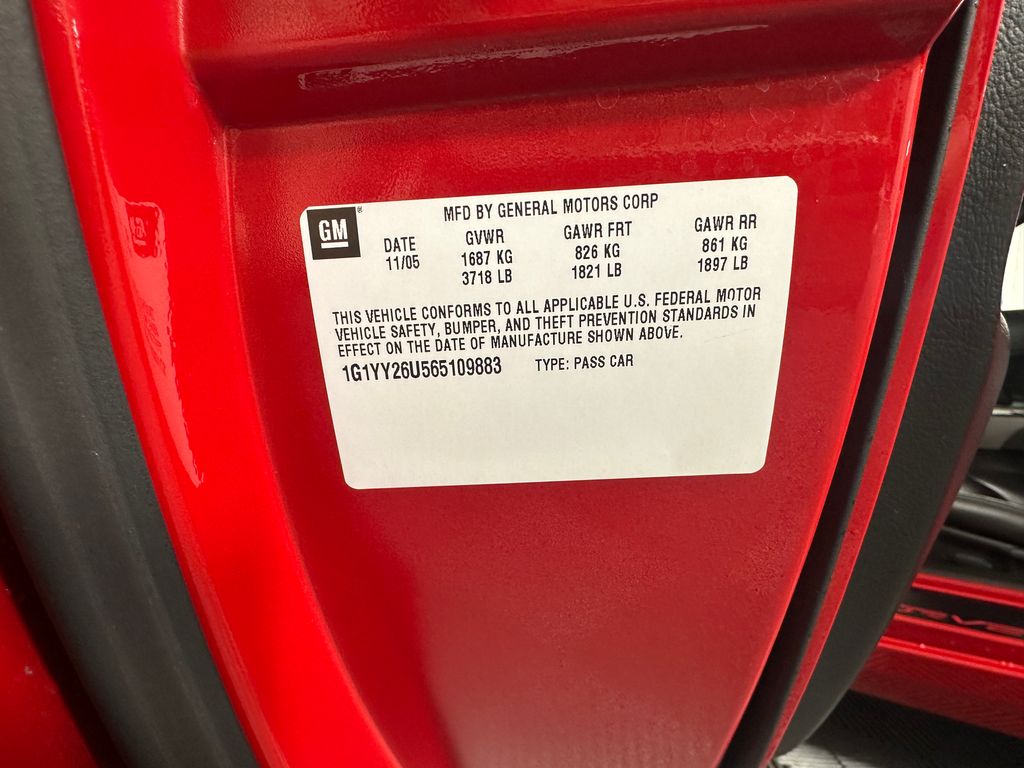 GM
MFD BY GENERAL MOTORS CORP
DATE GVWR GAWR FRT GAWR RR
11/05 1687 KG 826 KG 861 KG
3718 LB 1821 LB 1897 LB
THIS VEHICLE CONFORMS TO ALL APPLICABLE U.S. FEDERAL MOTOR
VEHICLE SAFETY, BUMPER, AND THEFT PREVENTION STANDARDS IN
EFFECT ON THE DATE OF MANUFACTURE SHOWN ABOVE.
1G1YY26U565109883 TYPE: PASS CAR